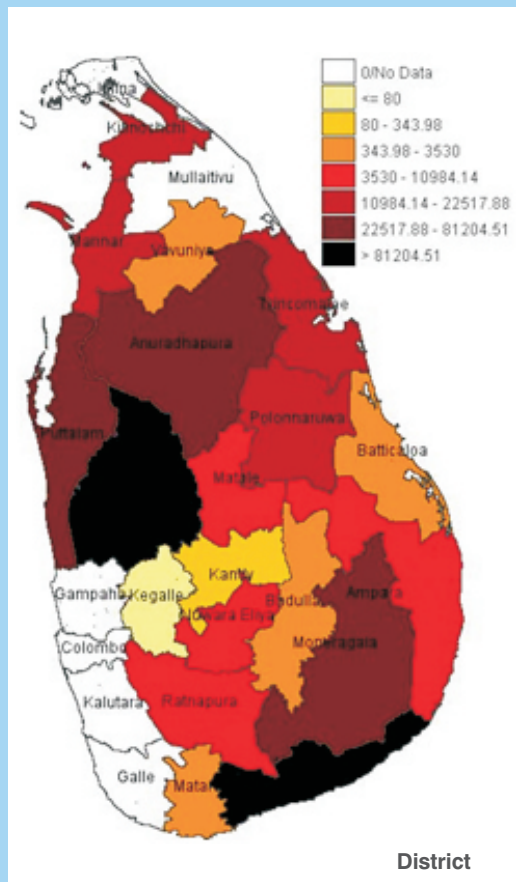 0/No Data
<= 80
80 - 343.98
343.98 - 3530
3530 - 10984.14
10984.14 - 22517.88
22517.88 - 81204.51
> 81204.51
Mullaitivu
Mannar
Vavuniya
Trincomalee
Anuradhapura
Puttalam
Polonnaruwa
Batticaloa
Matale
Kandy
Gampaha
Kegalle
Badulla
Ampara
Nuwara Eliya
Colombo
Moneragala
Kalutara
Ratnapura
Galle
District